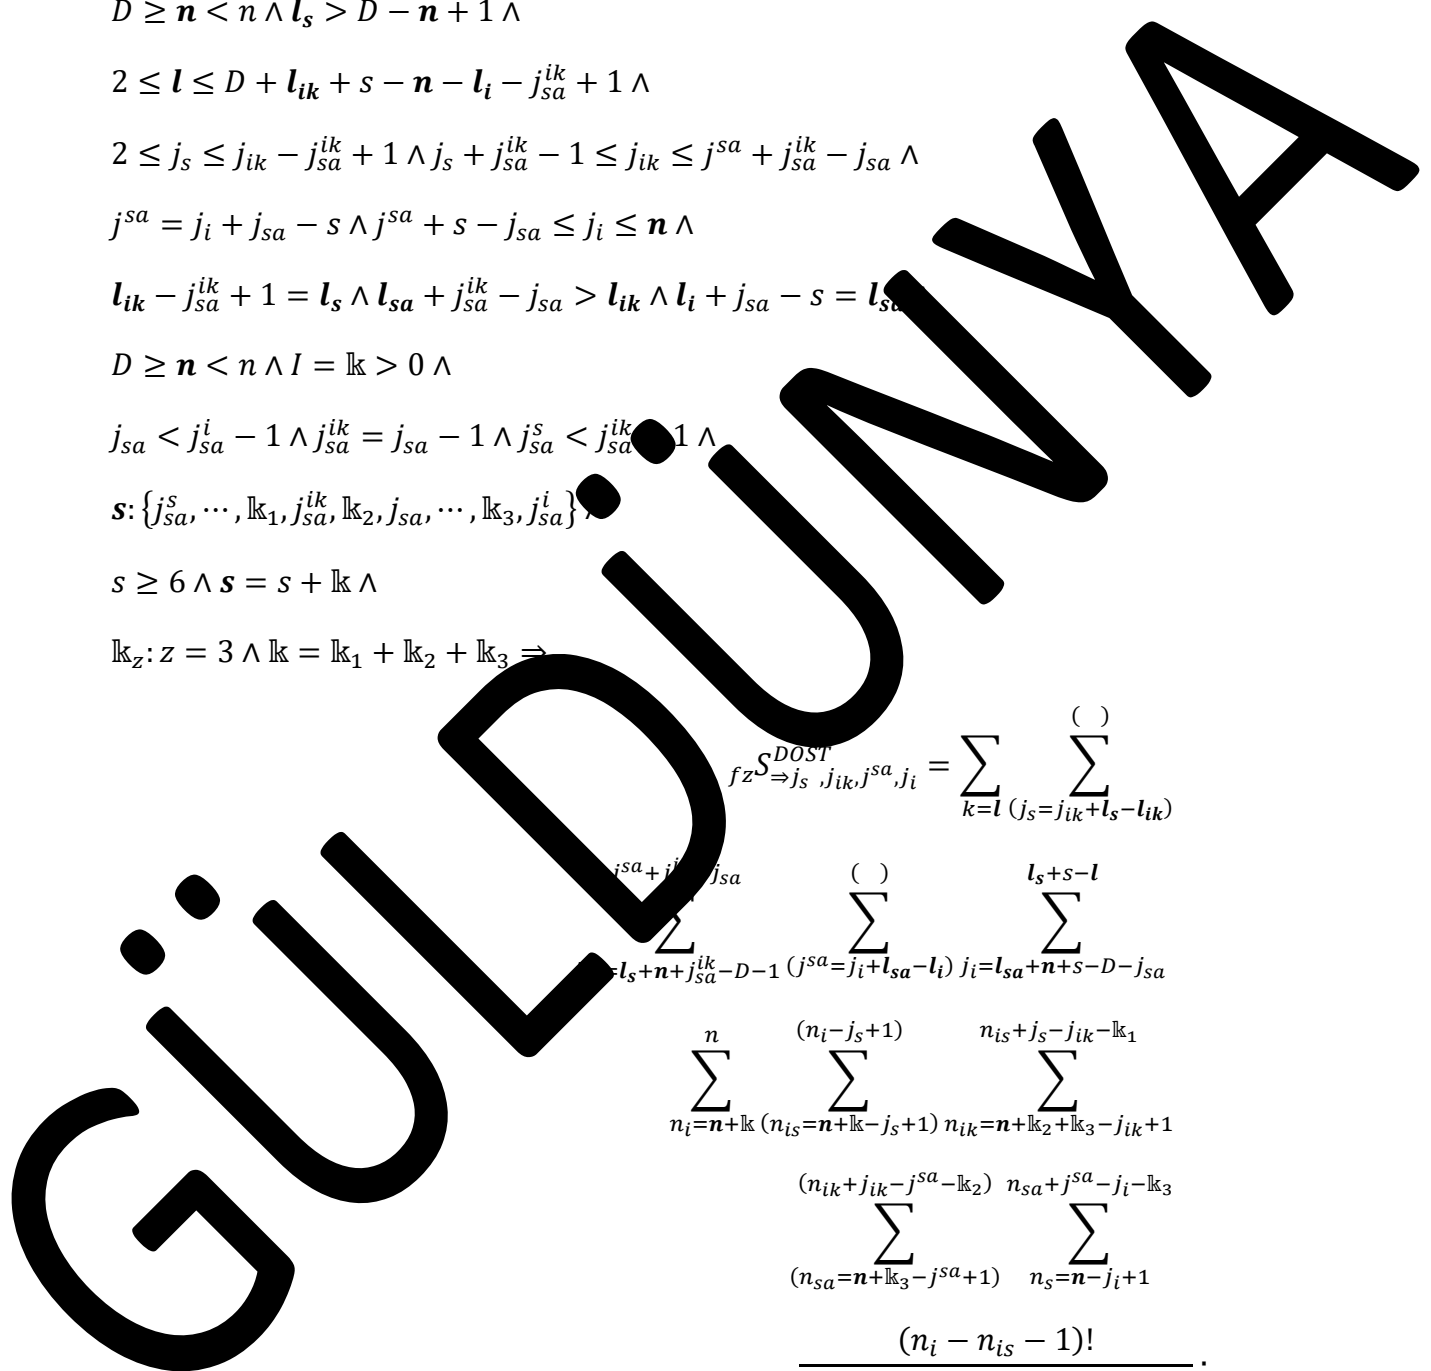 D ≥ 𝒏 < n ∧ 𝒍_𝒔 > D − 𝒏 + 1 ∧
2 ≤ 𝒍 ≤ D + 𝒍_𝒊𝒌 + s − 𝒏 − 𝒍_𝒊 − j_sa^ik + 1 ∧
2 ≤ j_s ≤ j_ik − j_sa^ik + 1 ∧ j_s + j_sa^ik − 1 ≤ j_ik ≤ j^sa + j_sa^ik − j_sa ∧
j^sa = j_i + j_sa − s ∧ j^sa + s − j_sa ≤ j_i ≤ 𝒏 ∧
𝒍_𝒊𝒌 − j_sa^ik + 1 = 𝒍_𝒔 ∧ 𝒍_𝒔𝒂 + j_sa^ik − j_sa > 𝒍_𝒊𝒌 ∧ 𝒍_𝒊 + j_sa − s = 𝒍_𝒔𝒂
D ≥ 𝒏 < n ∧ I = 𝕜 > 0 ∧
j_sa < j_sa^i − 1 ∧ j_sa^ik = j_sa − 1 ∧ j_sa^s < j_sa^ik 1 ∧
𝒔: {j_sa^s, ⋯ , 𝕜_1, j_sa^ik, 𝕜_2, j_sa, ⋯ , 𝕜_3, j_sa^i}
s ≥ 6 ∧ 𝒔 = s + 𝕜 ∧
𝕜_z: z = 3 ∧ 𝕜 = 𝕜_1 + 𝕜_2 + 𝕜_3 ⇒
( )
_fz S_⇒j_s ,j_ik,j^sa,j_i^DOST = ∑ ∑
k=𝒍 (j_s=j_ik+𝒍_𝒔−𝒍_𝒊𝒌)
j^sa+ j_sa ( ) 𝒍_𝒔+s−𝒍
∑ ∑ ∑
=𝒍_𝒔+𝒏+j_sa^ik−D−1 (j^sa=j_i+𝒍_𝒔𝒂−𝒍_𝒊) j_i=𝒍_𝒔𝒂+𝒏+s−D−j_sa
n (n_i−j_s+1) n_is+j_s−j_ik−𝕜_1
∑ ∑ ∑
n_i=𝒏+𝕜 (n_is=𝒏+𝕜−j_s+1) n_ik=𝒏+𝕜_2+𝕜_3−j_ik+1
(n_ik+j_ik−j^sa−𝕜_2) n_sa+j^sa−j_i−𝕜_3
∑ ∑
(n_sa=𝒏+𝕜_3−j^sa+1) n_s=𝒏−j_i+1
(n_i − n_is − 1)!
.
GÜLDÜNYA